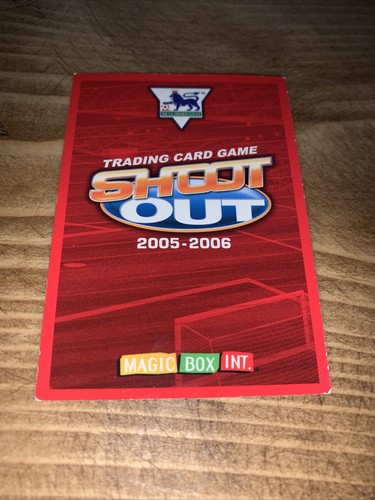 TRADING CARD GAME
SHOOT
OUT
2005-2006
MAGIC BOX INT.